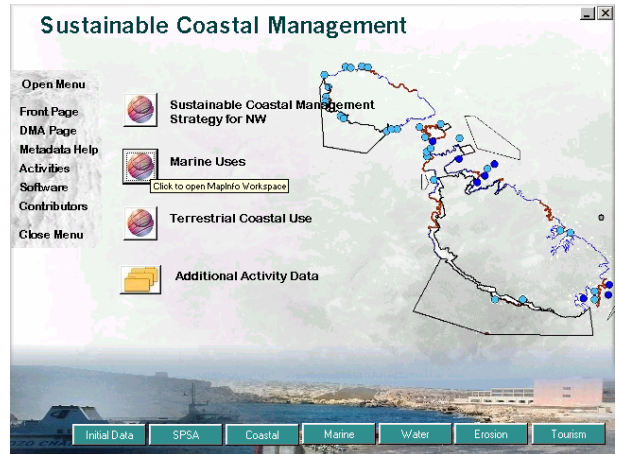 Sustainable Coastal Management
Open Menu
Front Page
DMA Page
Metadata Help
Activities
Software
Contributors
Close Menu
Sustainable Coastal Management
Strategy for NW
Marine Uses
Click to open MapInfo Workspace
Terrestrial Coastal Use
Additional Activity Data
Initial Data
SPSA
Coastal
Marine
Water
Erosion
Tourism